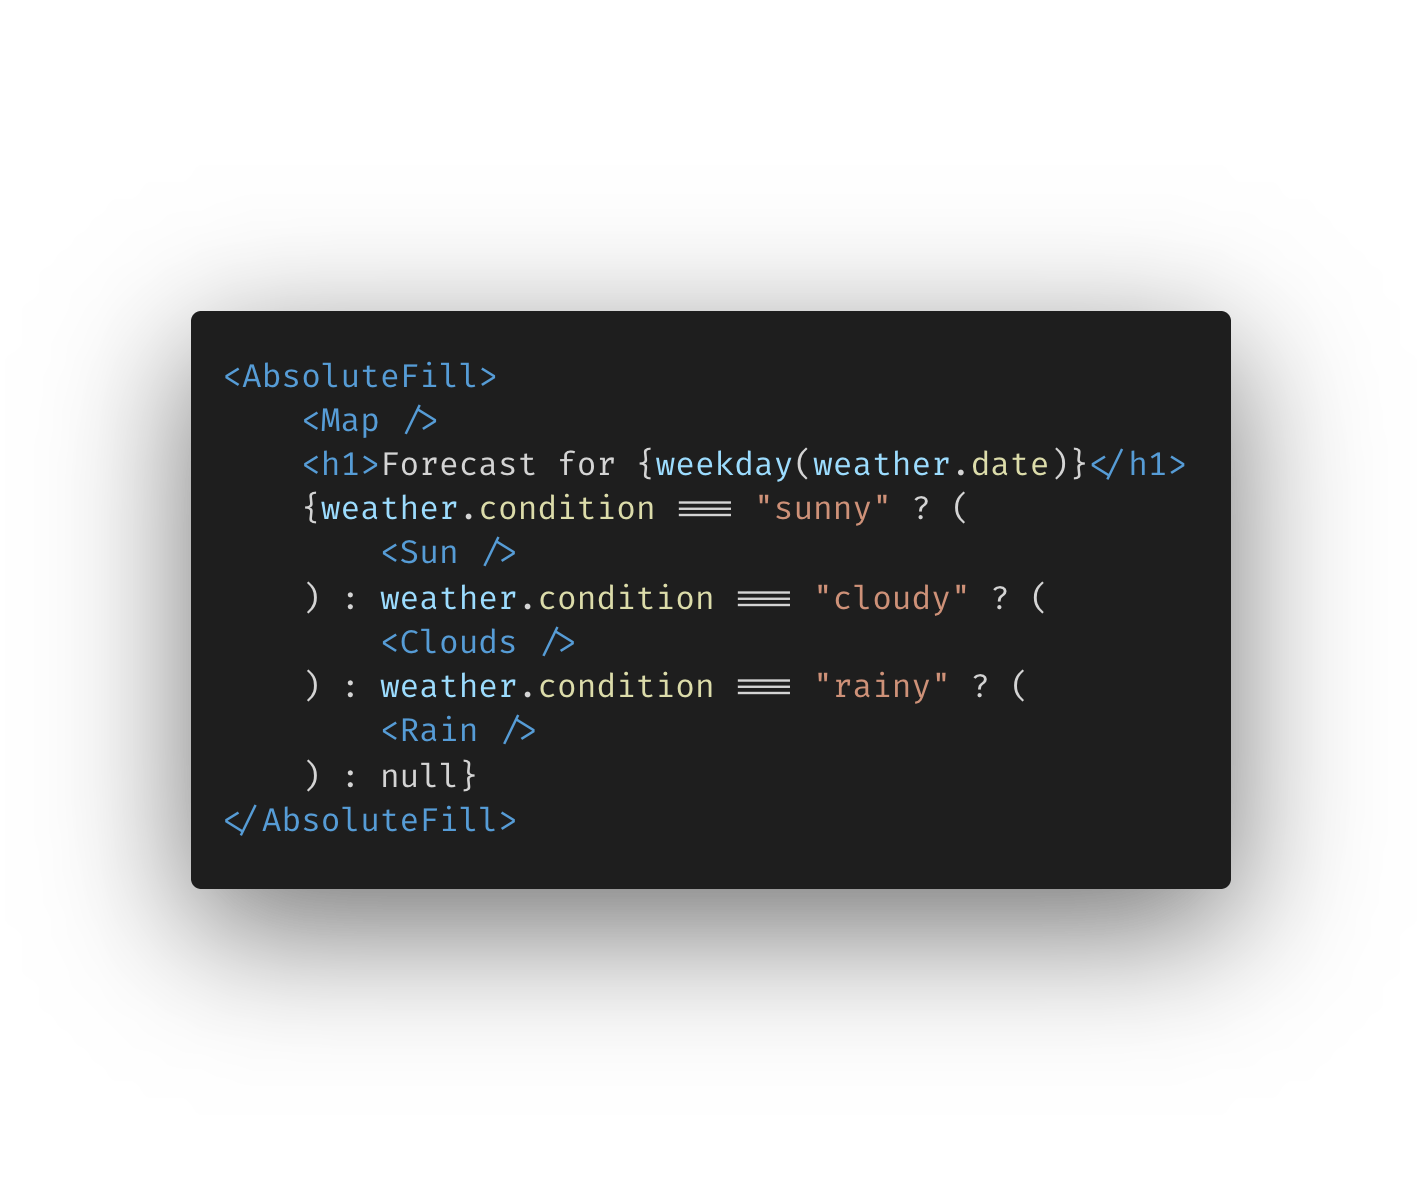 <AbsoluteFill>
    <Map />
    <h1>Forecast for {weekday(weather.date)}</h1>
    {weather.condition === "sunny" ? (
        <Sun />
    ) : weather.condition === "cloudy" ? (
        <Clouds />
    ) : weather.condition === "rainy" ? (
        <Rain />
    ) : null}
</AbsoluteFill>